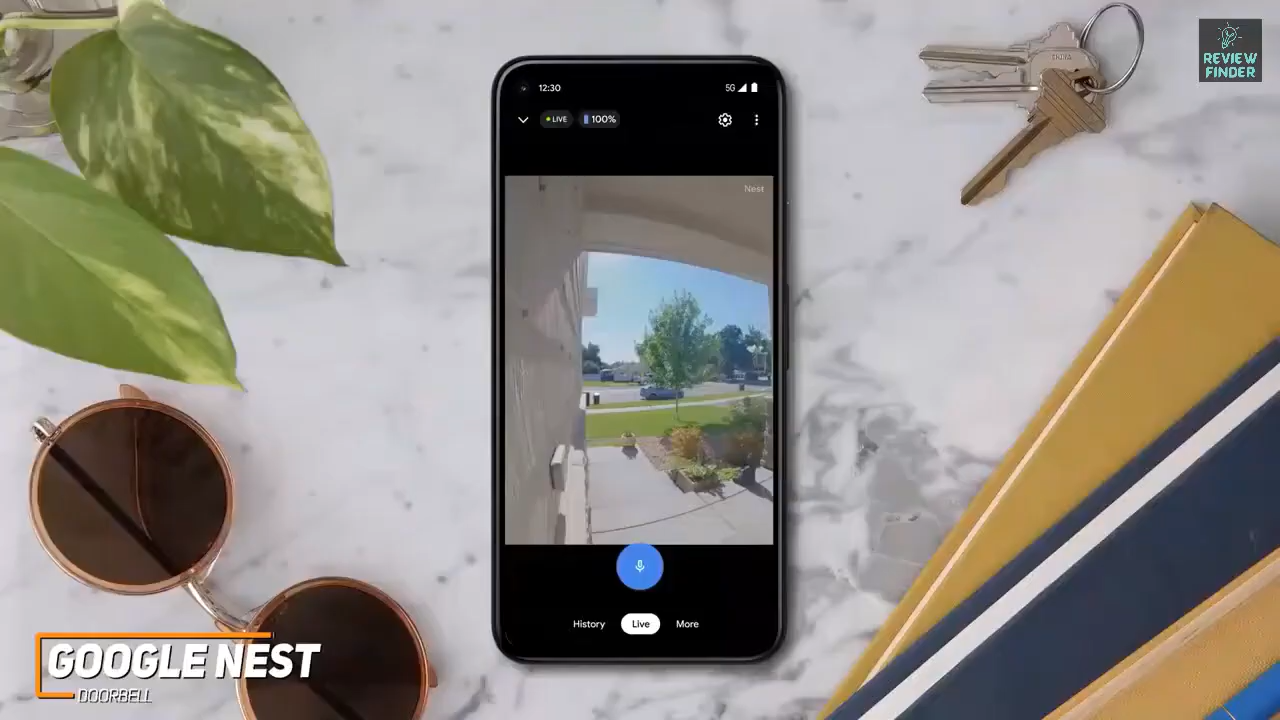 REVIEW
FINDER
12:30
5G
LIVE
100%
Nest
History
Live
More
GOOGLE NEST
DOORBELL